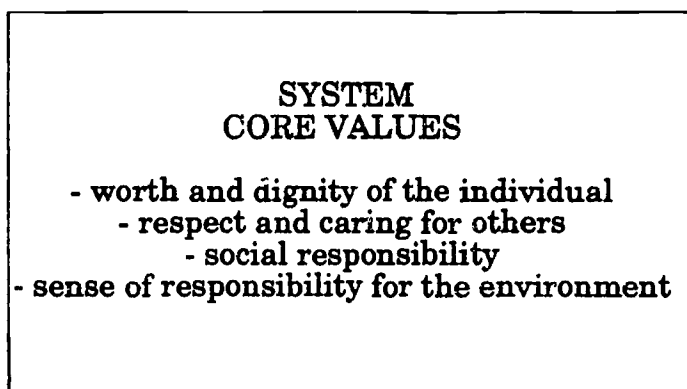 SYSTEM
CORE VALUES
- worth and dignity of the individual
- respect and caring for others
- social responsibility
- sense of responsibility for the environment